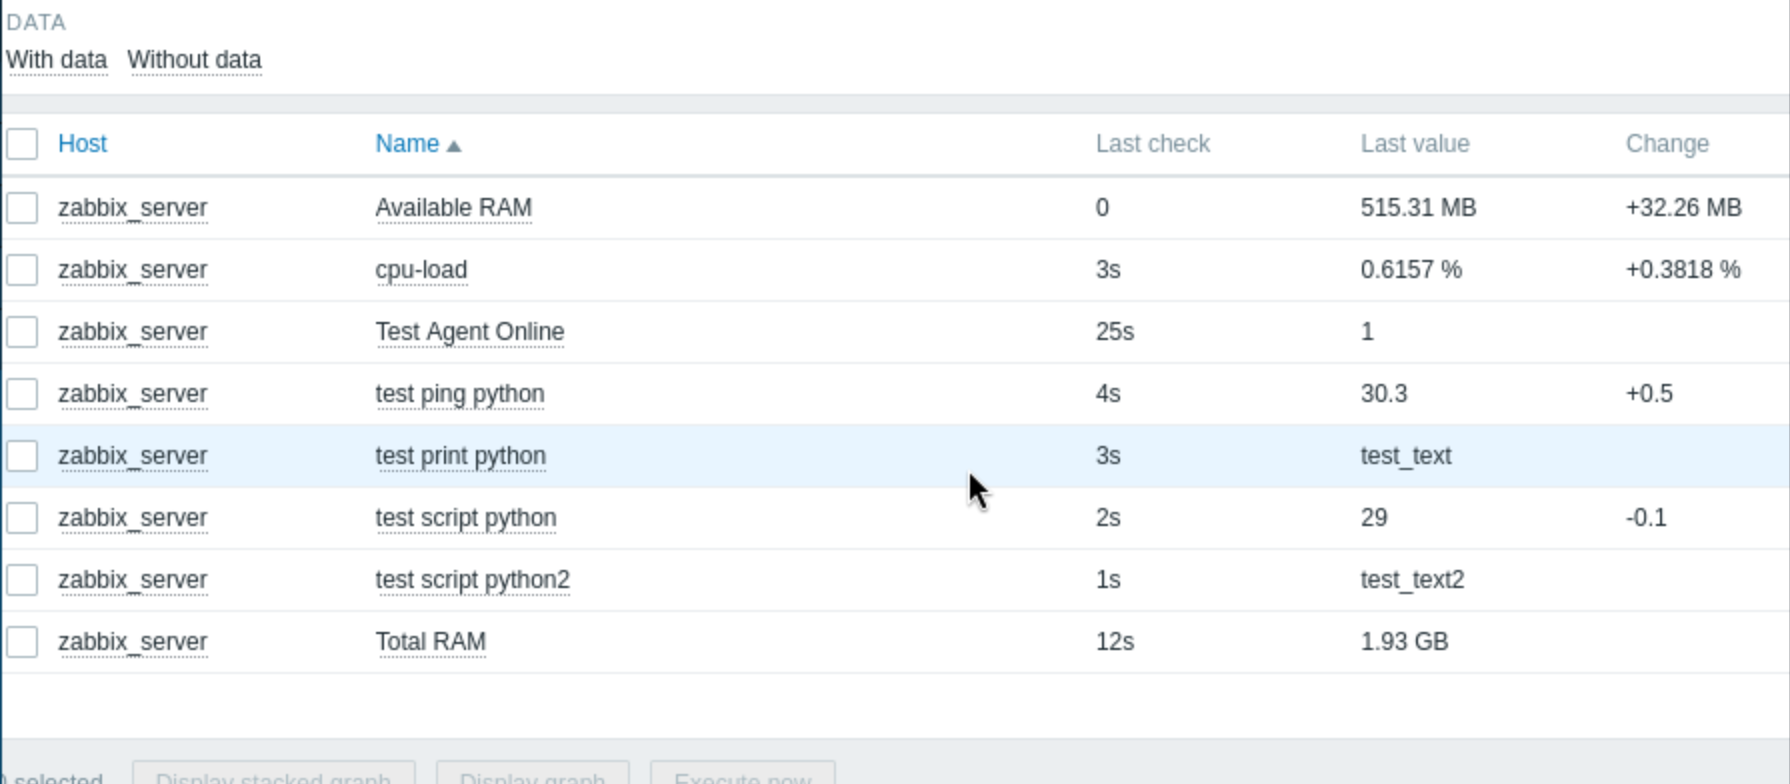 DATA
With data Without data
Host Name ▲ Last check Last value Change
zabbix_server Available RAM 0 515.31 MB +32.26 MB
zabbix_server cpu-load 3s 0.6157 % +0.3818 %
zabbix_server Test Agent Online 25s 1
zabbix_server test ping python 4s 30.3 +0.5
zabbix_server test print python 3s test_text
zabbix_server test script python 2s 29 -0.1
zabbix_server test script python2 1s test_text2
zabbix_server Total RAM 12s 1.93 GB
selected Display stacked graph Display graph Execute now